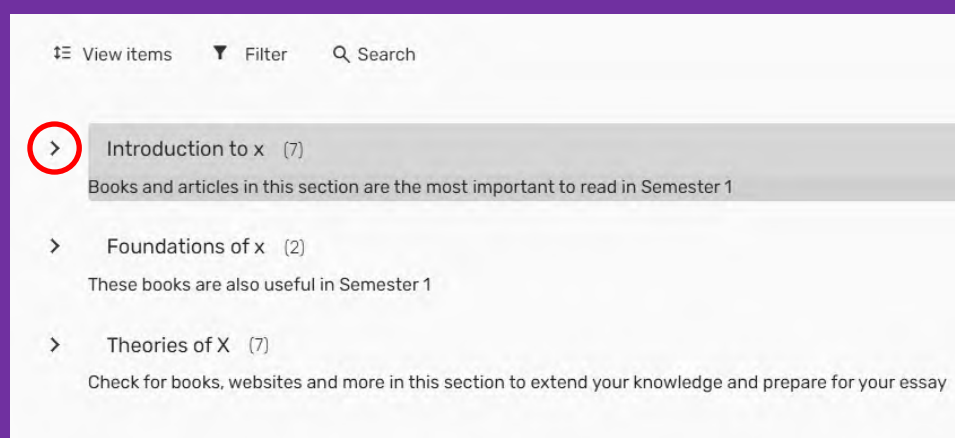 View items Filter Search
Introduction to x (7)
Books and articles in this section are the most important to read in Semester 1
Foundations of x (2)
These books are also useful in Semester 1
Theories of X (7)
Check for books, websites and more in this section to extend your knowledge and prepare for your essay